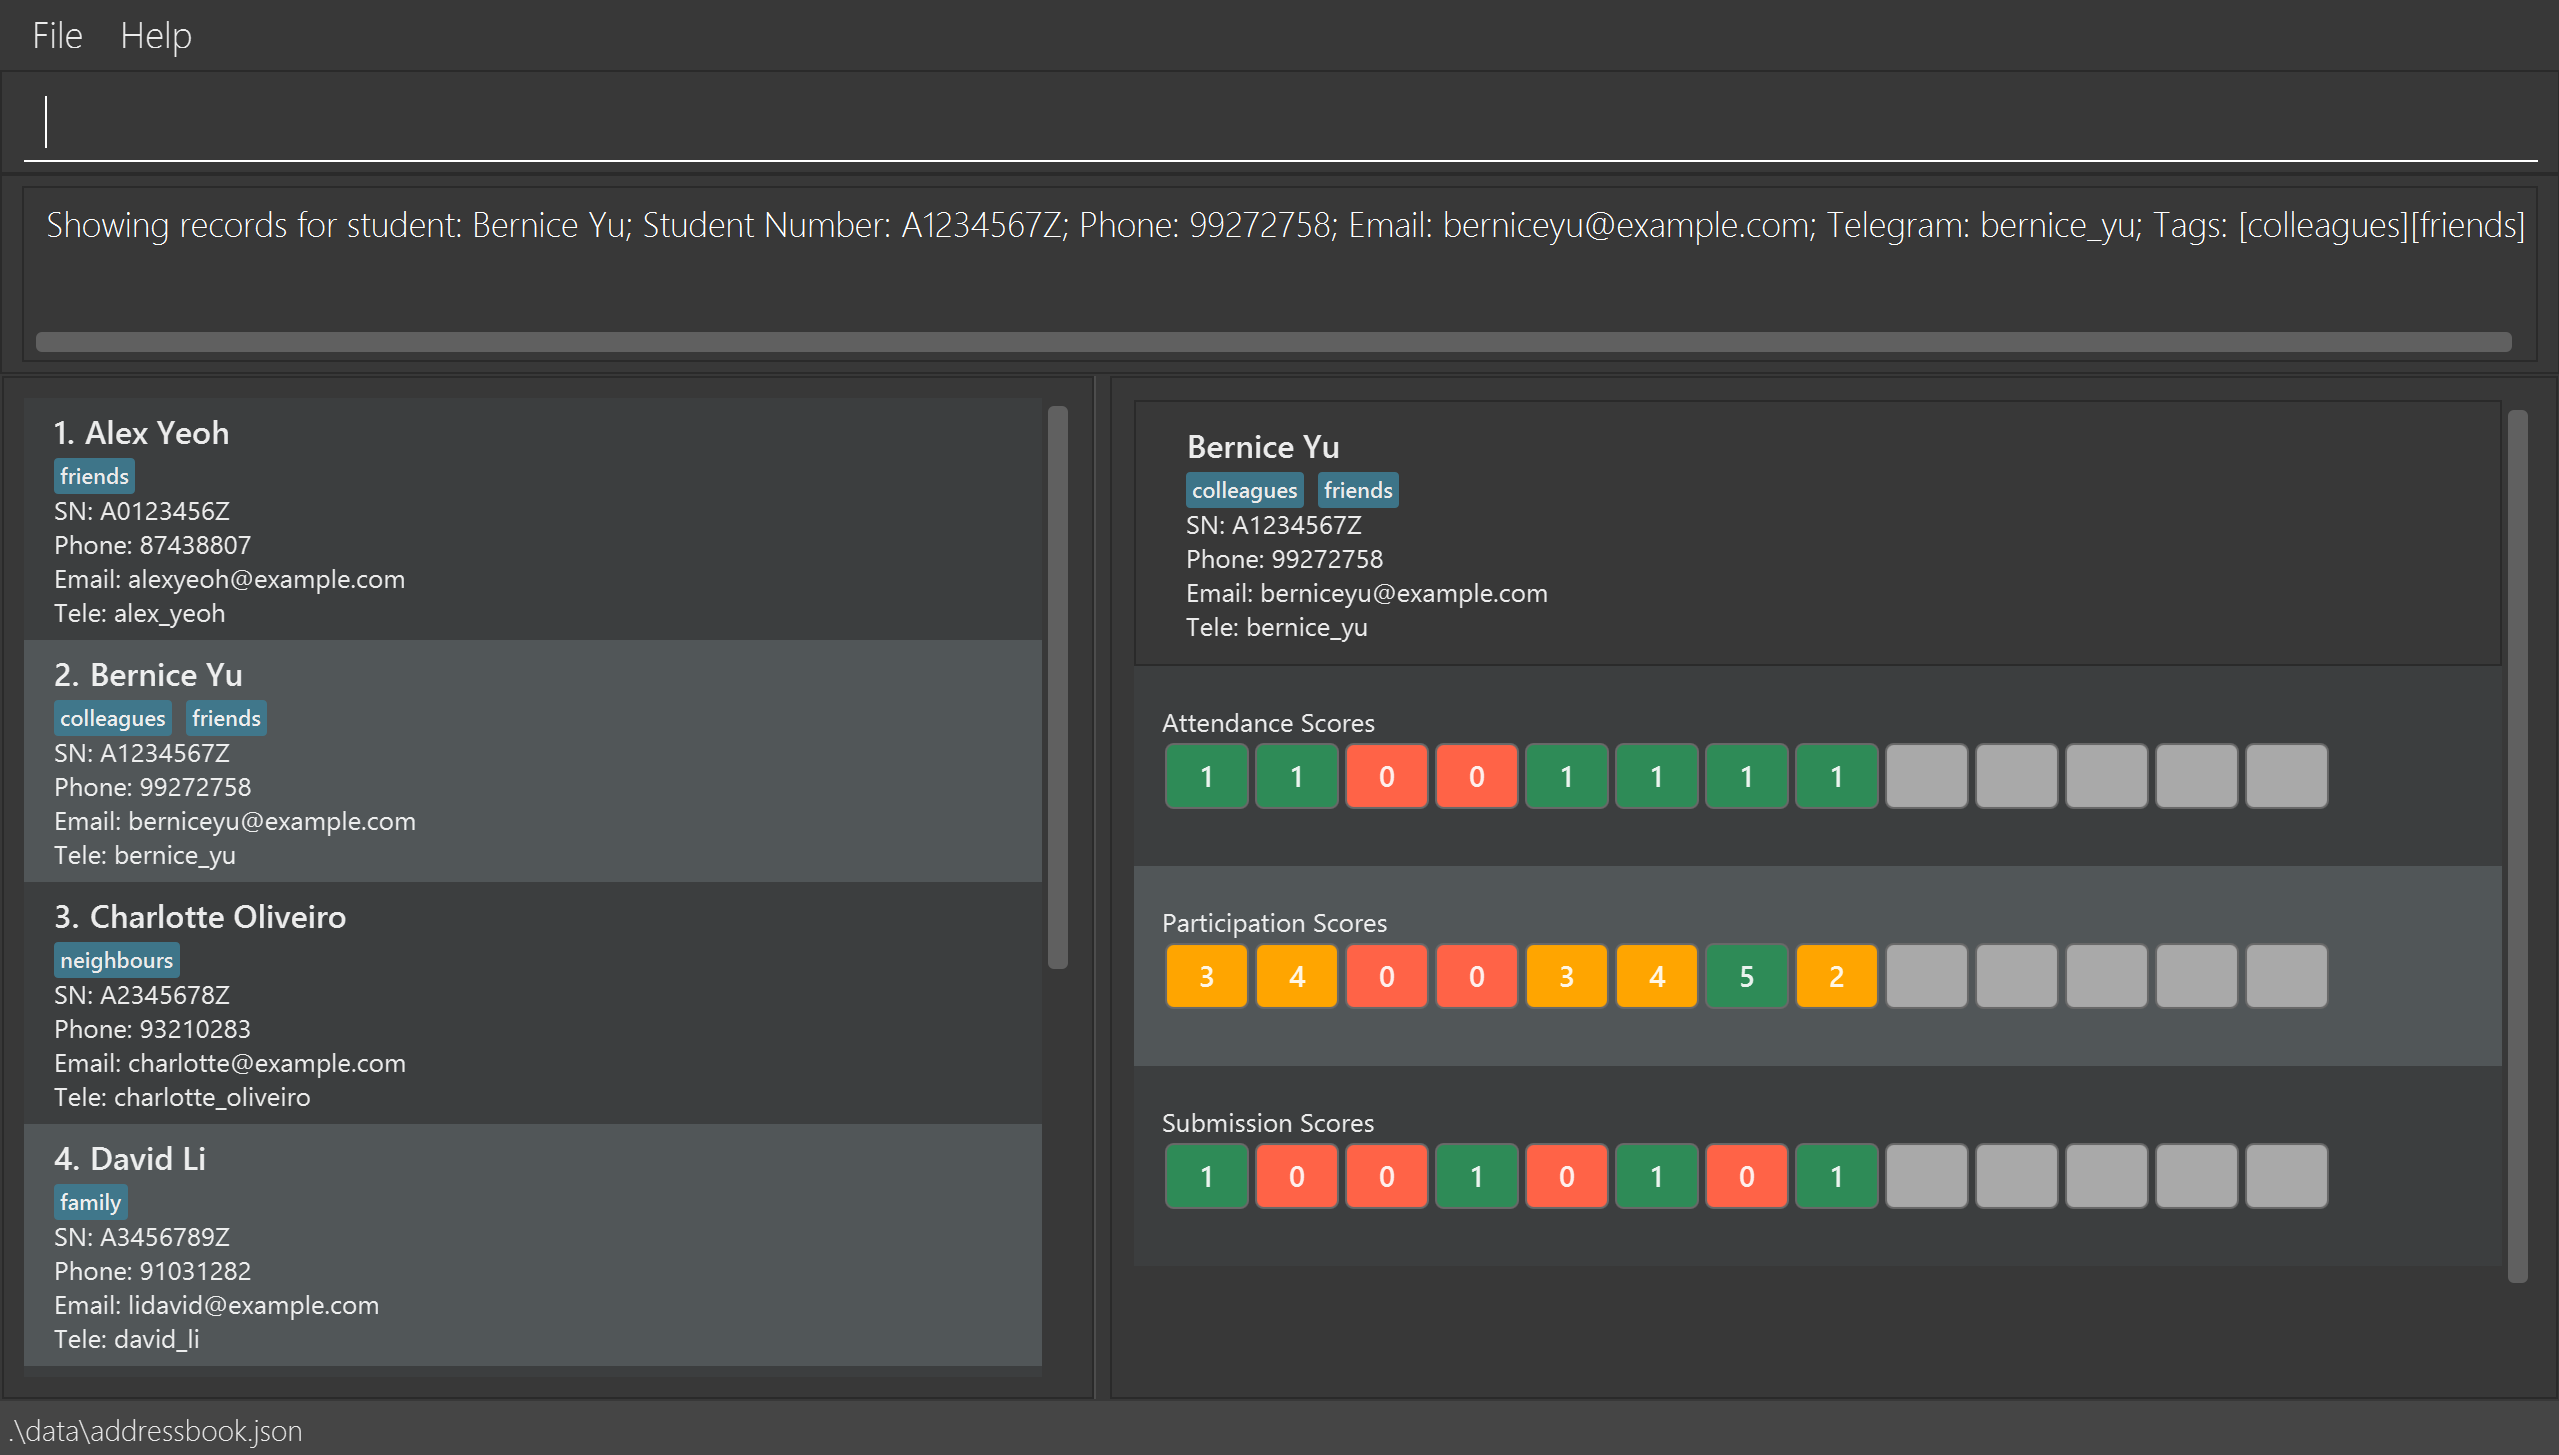 File Help
Showing records for student: Bernice Yu; Student Number: A1234567Z; Phone: 99272758; Email: berniceyu@example.com; Telegram: bernice_yu; Tags: [colleagues][friends]
1. Alex Yeoh
friends
SN: A0123456Z
Phone: 87438807
Email: alexyeoh@example.com
Tele: alex_yeoh
2. Bernice Yu
colleagues friends
SN: A1234567Z
Phone: 99272758
Email: berniceyu@example.com
Tele: bernice_yu
3. Charlotte Oliveiro
neighbours
SN: A2345678Z
Phone: 93210283
Email: charlotte@example.com
Tele: charlotte_oliveiro
4. David Li
family
SN: A3456789Z
Phone: 91031282
Email: lidavid@example.com
Tele: david_li
Bernice Yu
colleagues friends
SN: A1234567Z
Phone: 99272758
Email: berniceyu@example.com
Tele: bernice_yu
Attendance Scores
1 1 0 0 1 1 1 1
Participation Scores
3 4 0 0 3 4 5 2
Submission Scores
1 0 0 1 0 1 0 1
.\data\addressbook.json